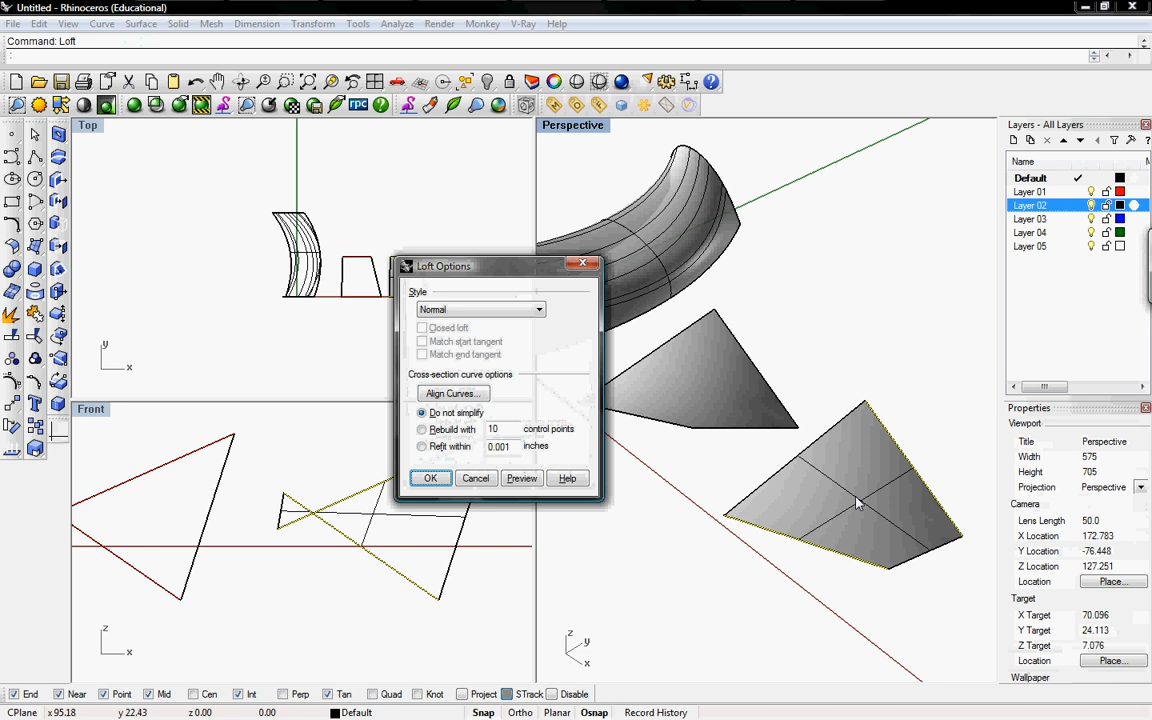 Untitled - Rhinoceros (Educational)
File Edit View Curve Surface Solid Mesh Dimension Transform Tools Analyze Render Monkey V-Ray Help
Command: Loft
:
rpc
Top
y
x
Front
z
x
Perspective
z
y
x
Loft Options
Style
Normal
Closed loft
Match start tangent
Match end tangent
Cross-section curve options
Align Curves...
Do not simplify
Rebuild with 10 control points
Refit within 0.001 inches
OK Cancel Preview Help
Layers - All Layers
Name
Default
Layer 01
Layer 02
Layer 03
Layer 04
Layer 05
Properties
Viewport
Title Perspective
Width 575
Height 705
Projection Perspective
Camera
Lens Length 50.0
X Location 172.783
Y Location -76.448
Z Location 127.251
Location Place...
Target
X Target 70.096
Y Target 24.113
Z Target 7.076
Location Place...
Wallpaper
End Near Point Mid Cen Int Perp Tan Quad Knot Project STrack Disable
CPlane x 95.18 y 22.43 z 0.00 0.00 Default Snap Ortho Planar Osnap Record History